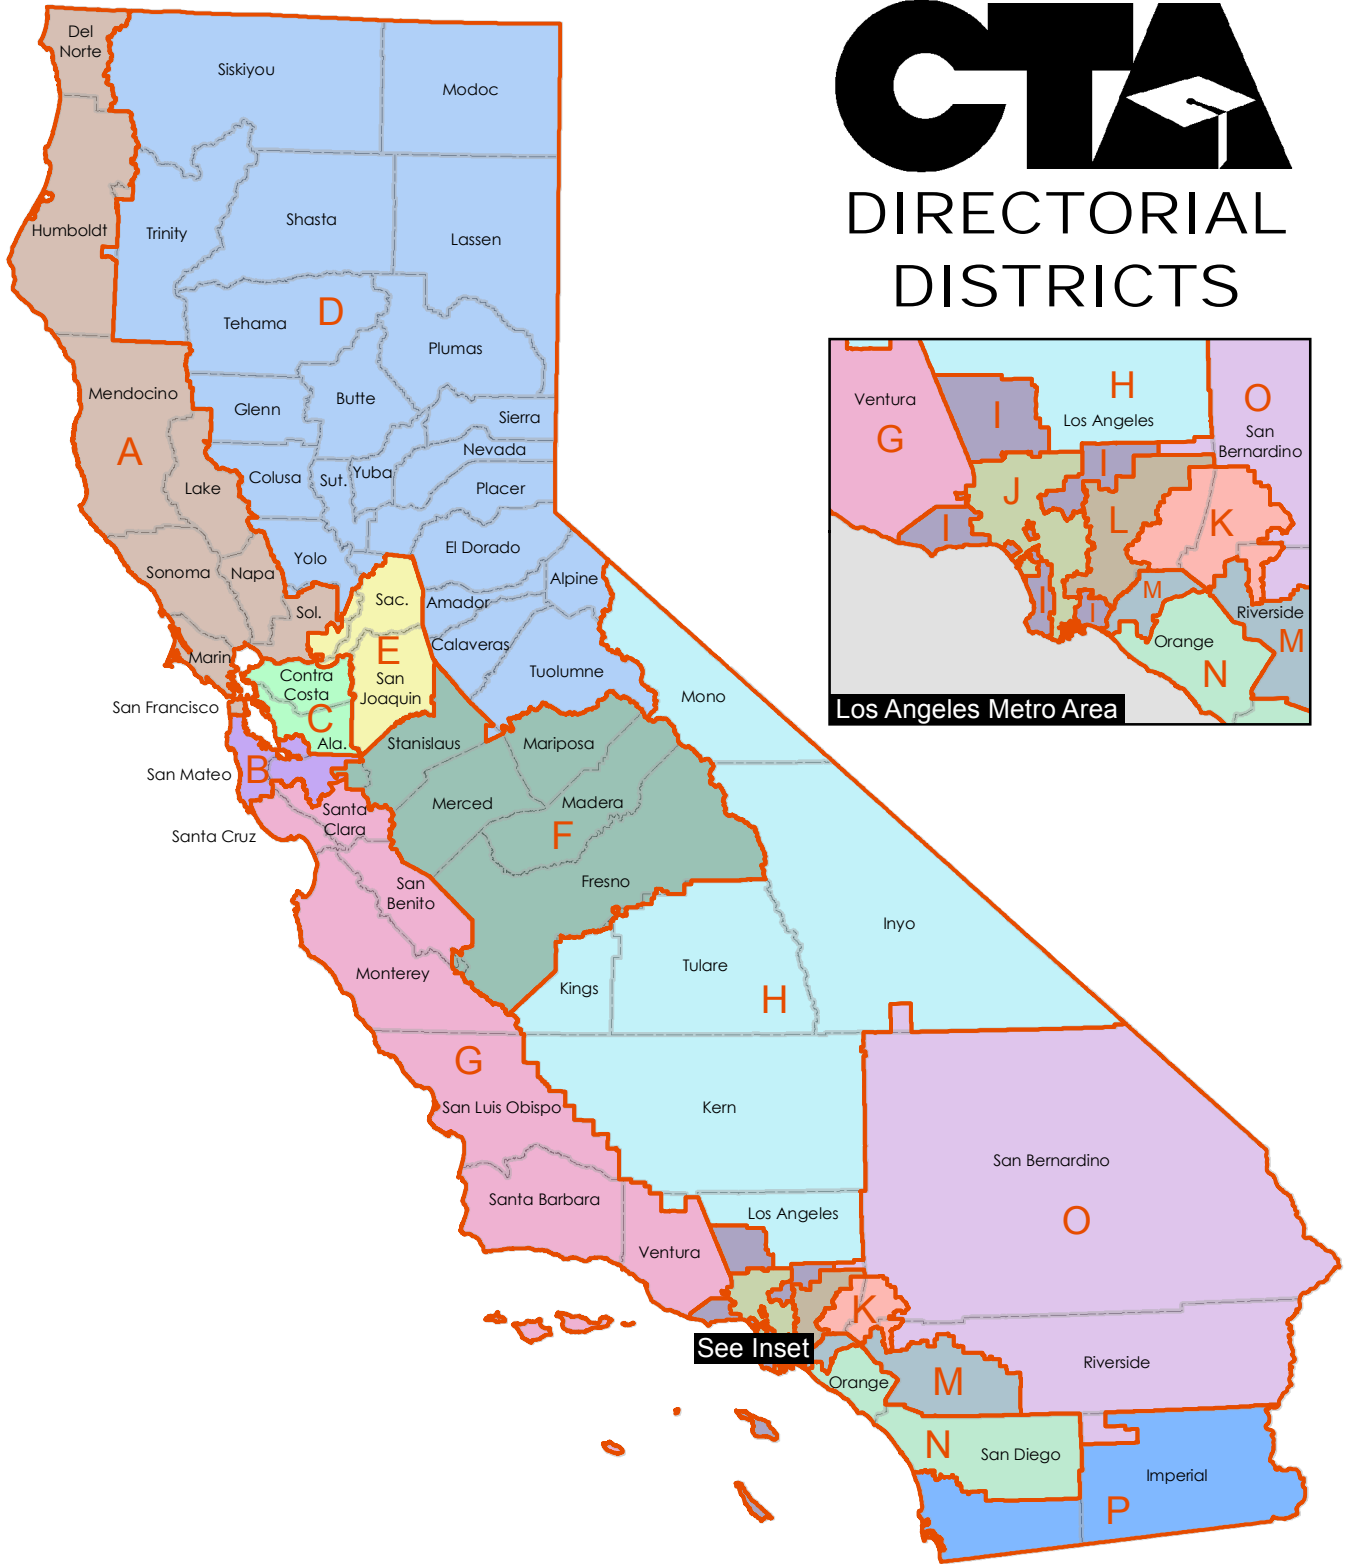 CTA
DIRECTORIAL
DISTRICTS
Del
Norte
Siskiyou
Modoc
Humboldt
Trinity
Shasta
Lassen
Tehama
D
Plumas
Mendocino
Glenn
Butte
Sierra
A
Nevada
Lake
Colusa
Sut.
Yuba
Placer
Sonoma
Napa
Yolo
El Dorado
Alpine
Sol.
Sac.
Amador
Marin
E
Calaveras
Contra
Costa
San
Joaquin
Tuolumne
Mono
San Francisco
C
Ala.
Stanislaus
Mariposa
San Mateo
B
Merced
Madera
Santa
Clara
Santa Cruz
F
San
Benito
Fresno
Inyo
Monterey
Kings
Tulare
H
G
San Luis Obispo
Kern
San Bernardino
Santa Barbara
Los Angeles
O
Ventura
K
See Inset
Riverside
Orange
M
N
San Diego
Imperial
P
Ventura
G
I
H
Los Angeles
O
San
Bernardino
I
J
L
K
I
M
I
I
Riverside
M
Orange
N
Los Angeles Metro Area